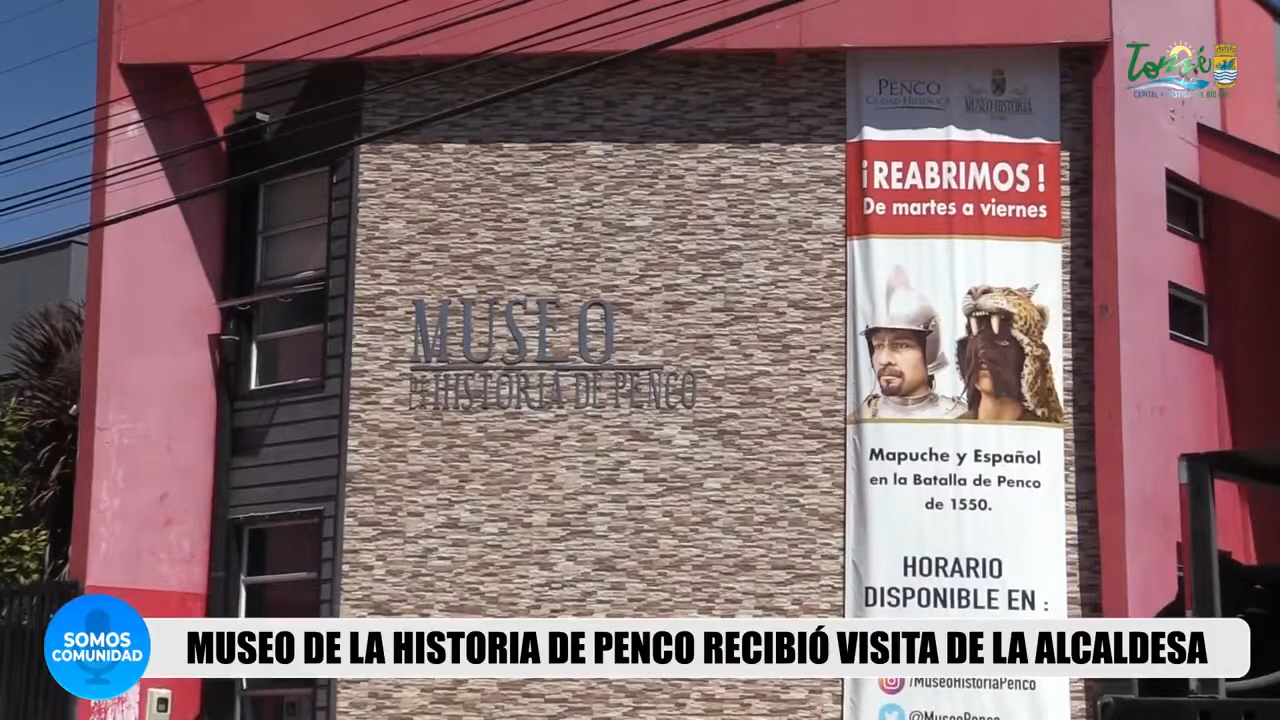 Tomé
PENCO
CIUDAD HISTÓRICA
MUSEO HISTORIA
¡REABRIMOS!
De martes a viernes
MUSEO
DE HISTORIA DE PENCO
Mapuche y Español
en la Batalla de Penco
de 1550.
HORARIO
DISPONIBLE EN :
SOMOS
COMUNIDAD
MUSEO DE LA HISTORIA DE PENCO RECIBIÓ VISITA DE LA ALCALDESA
/MuseoHistoriaPenco
@MuseoPenco